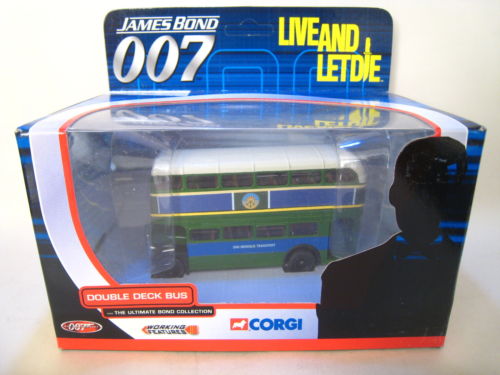 JAMES BOND
007
LIVE AND
LET DIE
SAN MONIQUE TRANSPORT
DOUBLE DECK BUS
THE ULTIMATE BOND COLLECTION
007
WORKING
FEATURES
CORGI